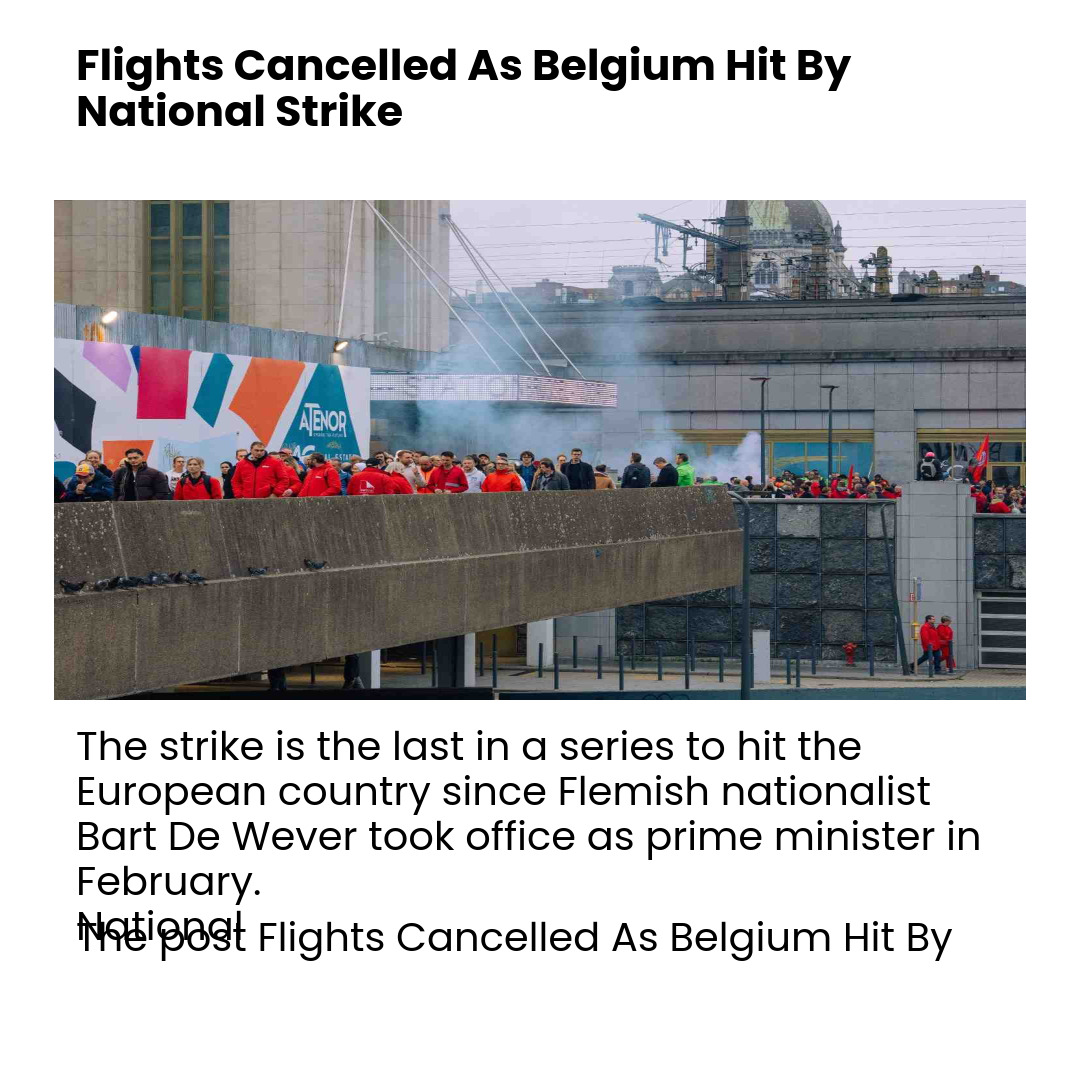 Flights Cancelled As Belgium Hit By
National Strike
ATENOR
STATION
The strike is the last in a series to hit the
European country since Flemish nationalist
Bart De Wever took office as prime minister in
February.
National
The post Flights Cancelled As Belgium Hit By